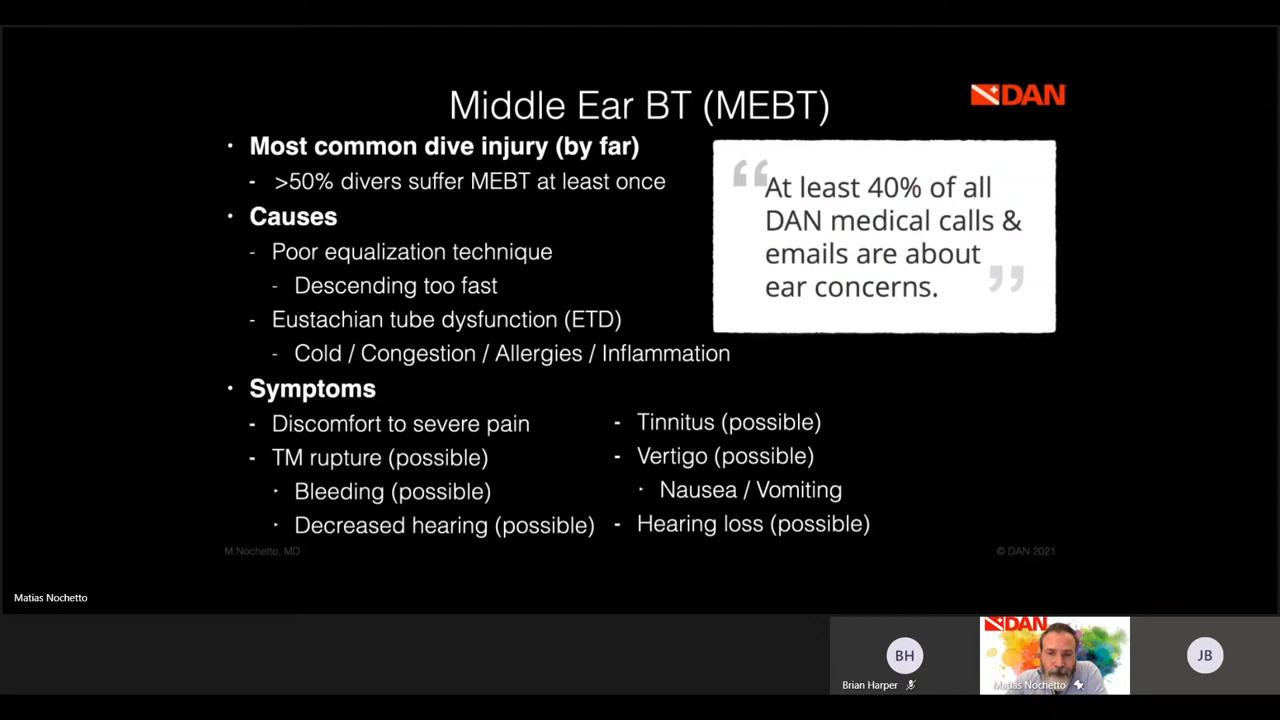 Middle Ear BT (MEBT)
DAN
• Most common dive injury (by far)
- >50% divers suffer MEBT at least once
• Causes
- Poor equalization technique
- Descending too fast
- Eustachian tube dysfunction (ETD)
- Cold / Congestion / Allergies / Inflammation
“At least 40% of all
DAN medical calls &
emails are about
ear concerns.”
• Symptoms
- Discomfort to severe pain
- TM rupture (possible)
‣ Bleeding (possible)
‣ Decreased hearing (possible)
- Tinnitus (possible)
- Vertigo (possible)
‣ Nausea / Vomiting
- Hearing loss (possible)
M.Nochetto, MD
© DAN 2021
Matias Nochetto
BH
Brian Harper
DAN
Matias Nochetto
JB